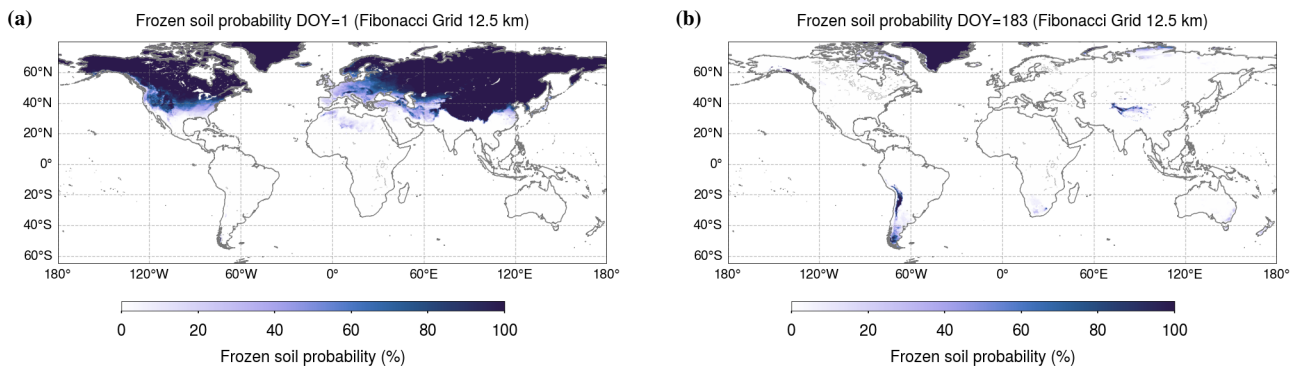 (a)
Frozen soil probability DOY=1 (Fibonacci Grid 12.5 km)
60°N
40°N
20°N
0°
20°S
40°S
60°S
180°
120°W
60°W
0°
60°E
120°E
180°
0
20
40
60
80
100
Frozen soil probability (%)
(b)
Frozen soil probability DOY=183 (Fibonacci Grid 12.5 km)
60°N
40°N
20°N
0°
20°S
40°S
60°S
180°
120°W
60°W
0°
60°E
120°E
180°
0
20
40
60
80
100
Frozen soil probability (%)